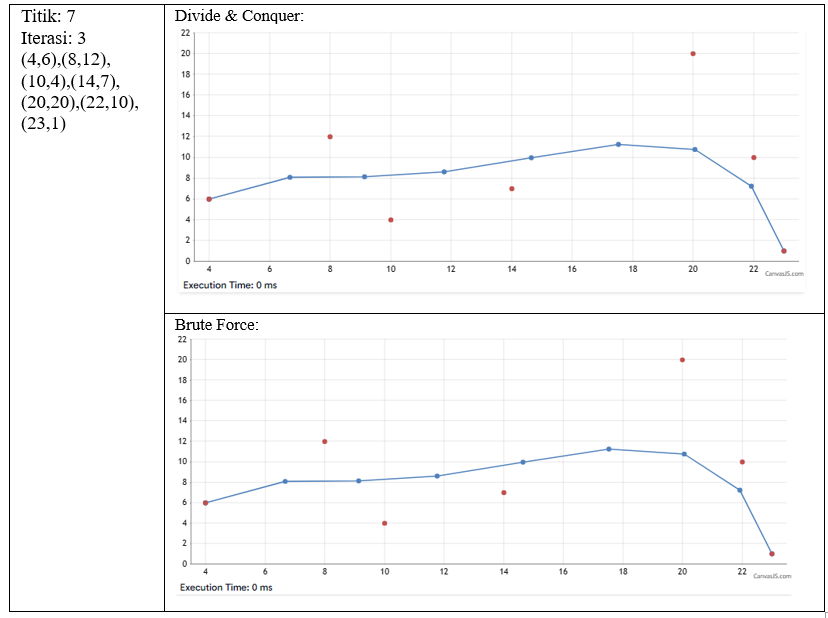 Titik: 7
Iterasi: 3
(4,6),(8,12),
(10,4),(14,7),
(20,20),(22,10),
(23,1)
Divide & Conquer:
22
20
18
16
14
12
10
8
6
4
2
0
4 6 8 10 12 14 16 18 20 22
CanvasJS.com
Execution Time: 0 ms
Brute Force:
22
20
18
16
14
12
10
8
6
4
2
0
4 6 8 10 12 14 16 18 20 22
CanvasJS.com
Execution Time: 0 ms